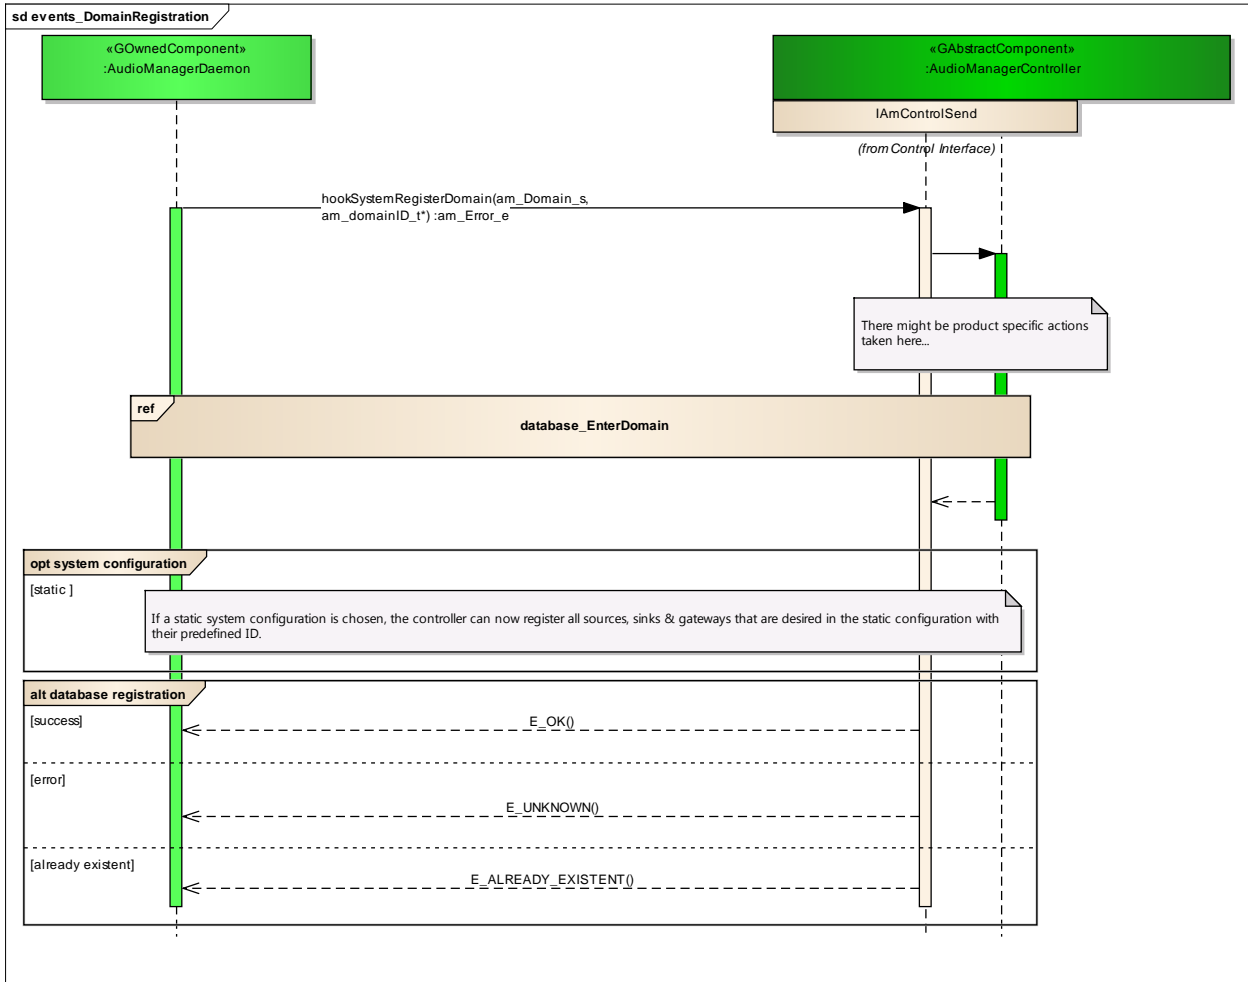 sd events_DomainRegistration
«GOwnedComponent»
:AudioManagerDaemon
«GAbstractComponent»
:AudioManagerController
IAmControlSend
(from Control Interface)
hookSystemRegisterDomain(am_Domain_s,
am_domainID_t*) :am_Error_e
There might be product specific actions
taken here...
ref
database_EnterDomain
opt system configuration
[static ]
If a static system configuration is chosen, the controller can now register all sources, sinks & gateways that are desired in the static configuration with
their predefined ID.
alt database registration
[success]
E_OK()
[error]
E_UNKNOWN()
[already existent]
E_ALREADY_EXISTENT()